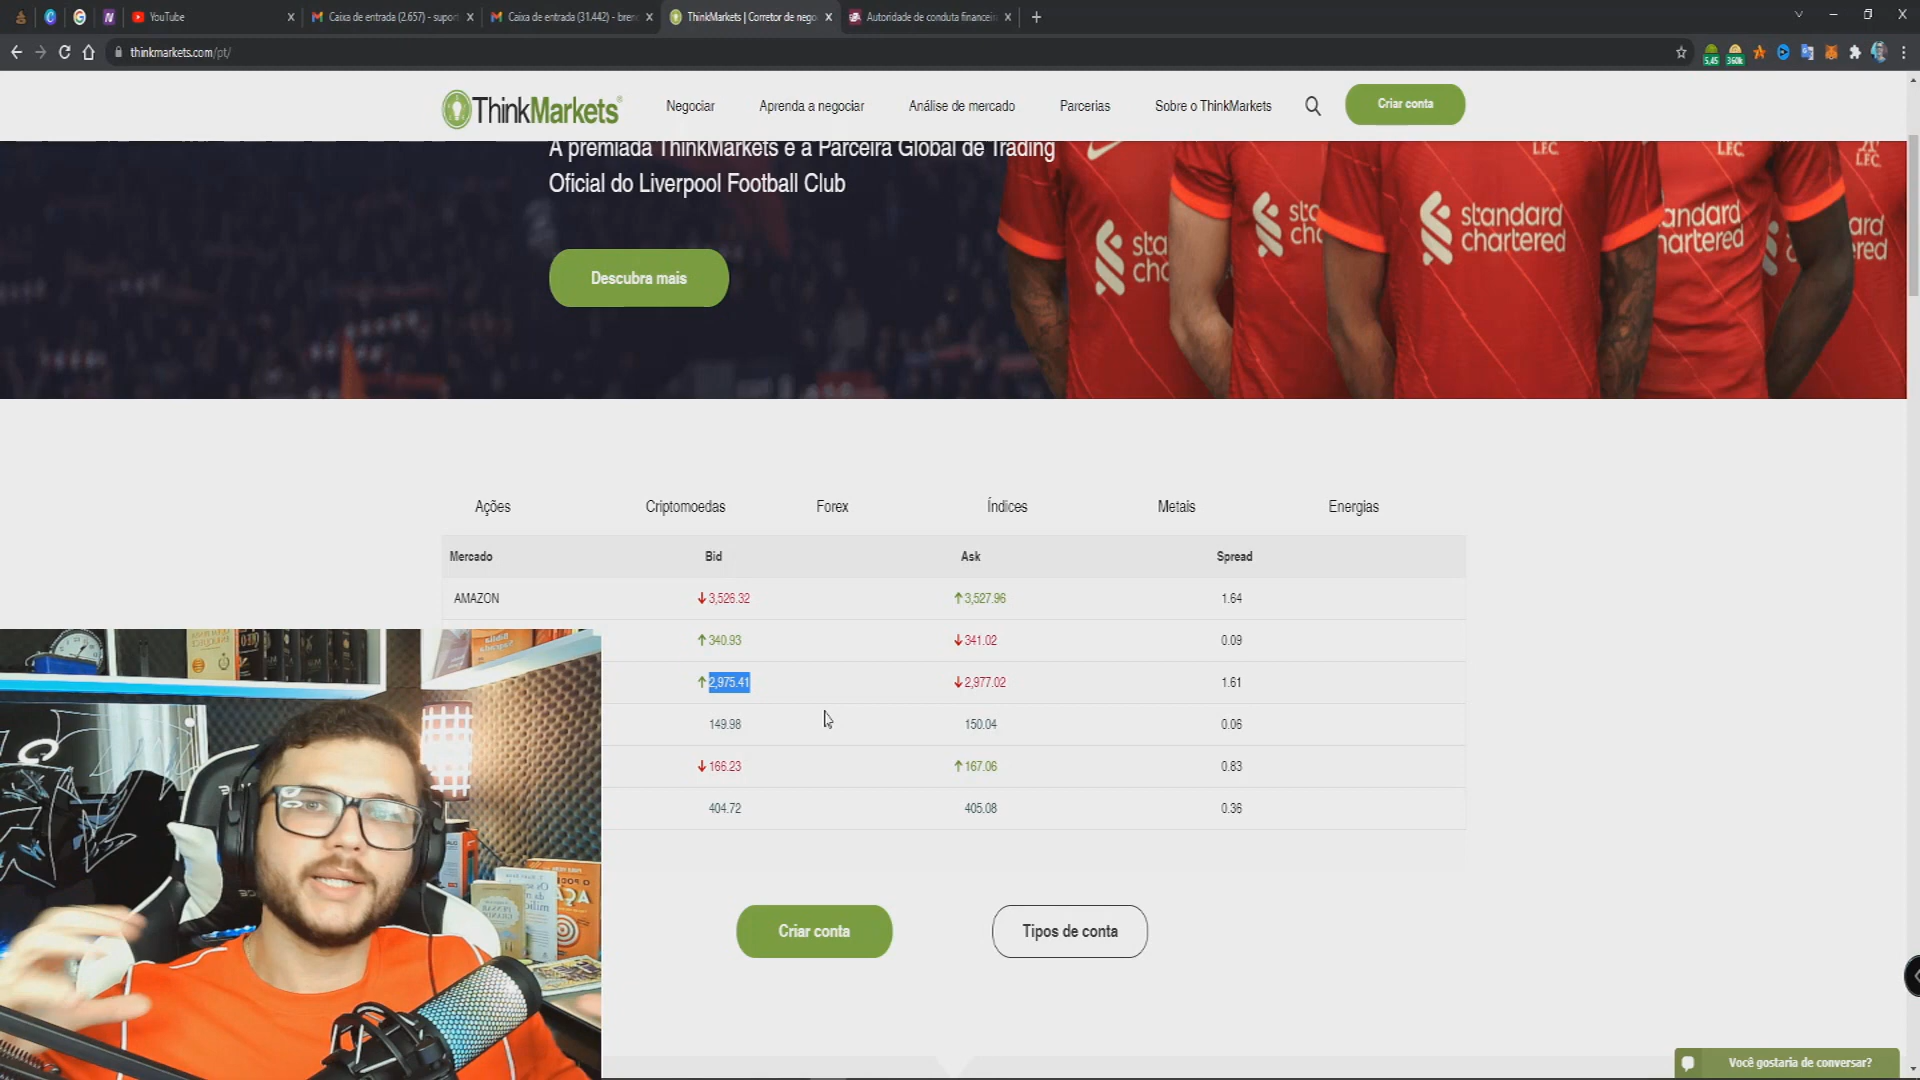 YouTube
Caixa de entrada (2.657) - supor
Caixa de entrada (31.442) - bren
ThinkMarkets | Corretor de nego
Autoridade de conduta financeir
thinkmarkets.com/pt/
5,45
360k
ThinkMarkets
Negociar
Aprenda a negociar
Análise de mercado
Parcerias
Sobre o ThinkMarkets
Criar conta
A premiada ThinkMarkets é a Parceira Global de Trading
Oficial do Liverpool Football Club
Descubra mais
L.F.C.
L.F.C.
L.F.C.
standard
chartered
Ações
Criptomoedas
Forex
Índices
Metais
Energias
Mercado Bid Ask Spread
AMAZON 3,526.32 3,527.96 1.64
340.93 341.02 0.09
2,975.41 2,977.02 1.61
149.98 150.04 0.06
166.23 167.06 0.83
404.72 405.08 0.36
Criar conta
Tipos de conta
Você gostaria de conversar?